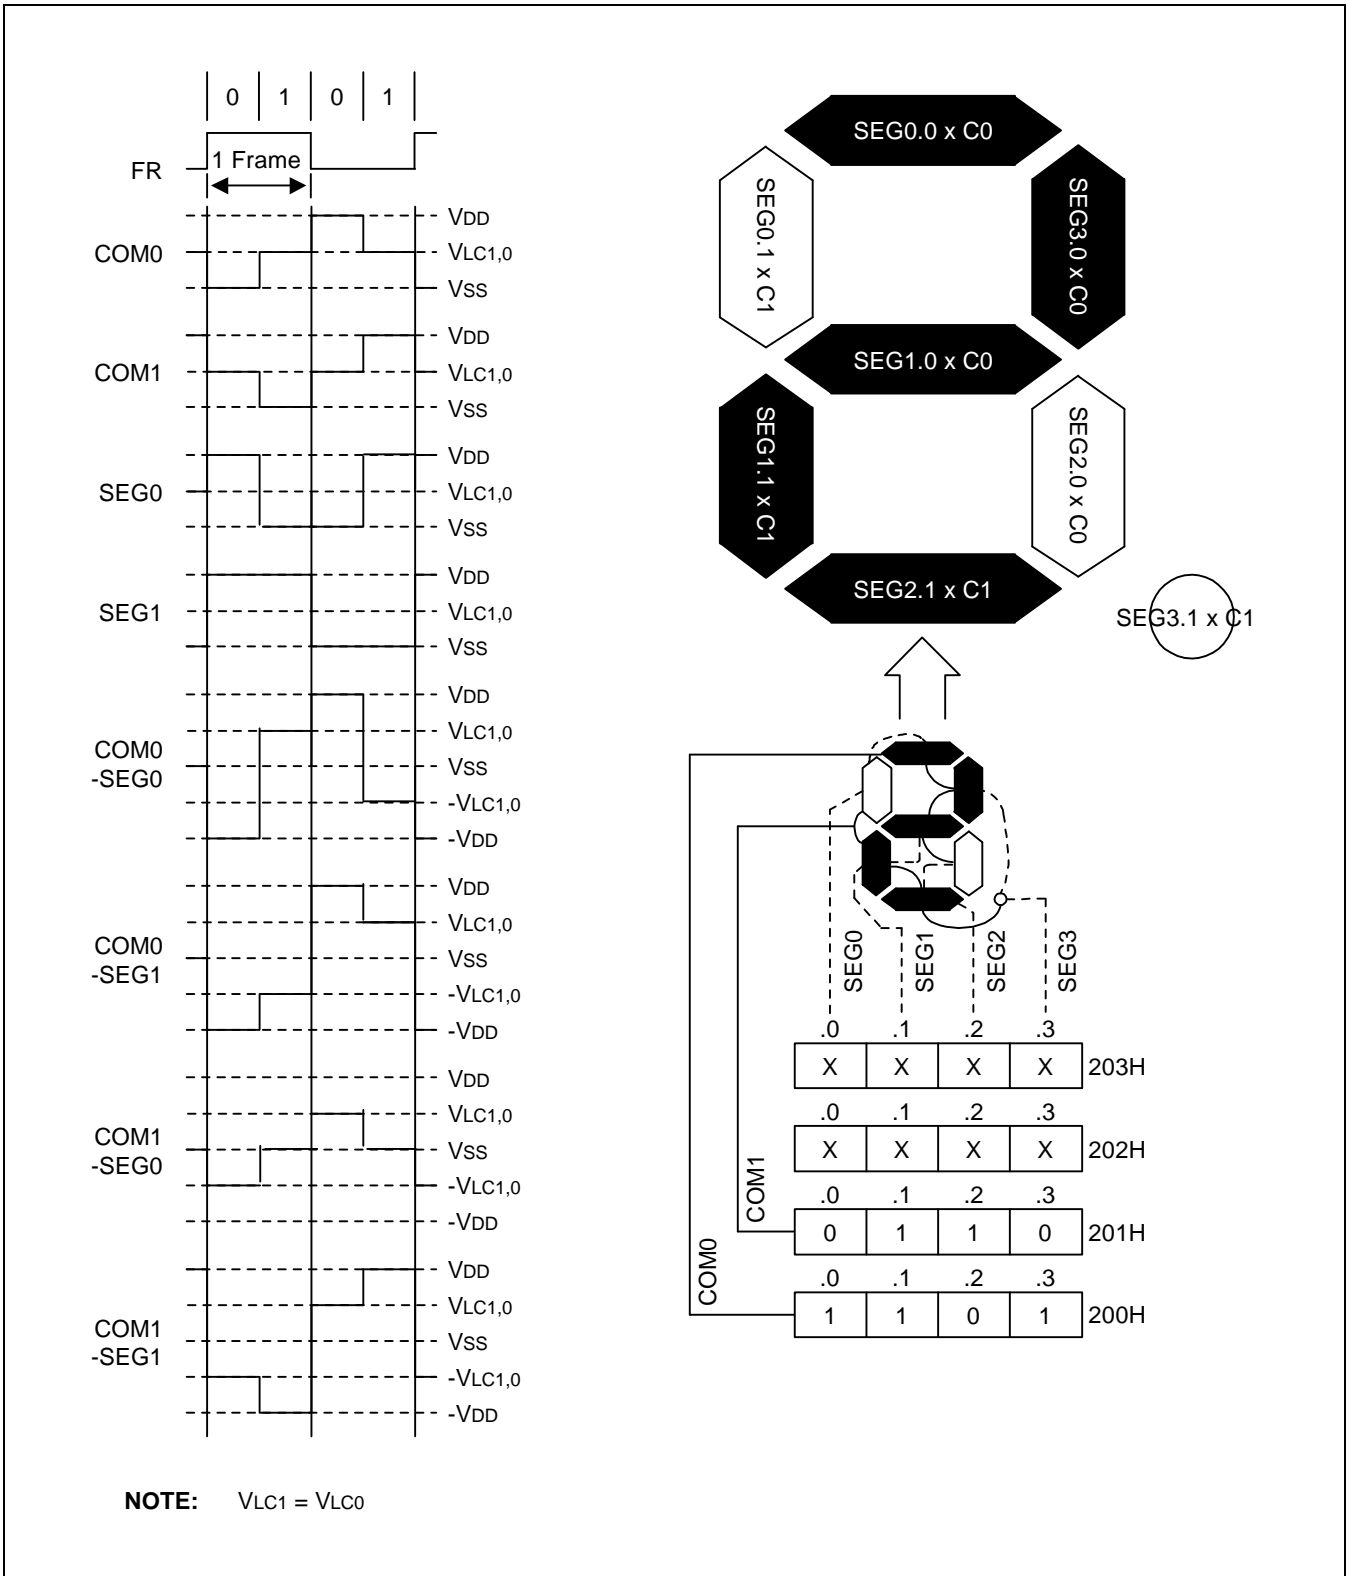 0 1 0 1
FR
1 Frame
COM0
VDD
VLC1,0
VSS
COM1
VDD
VLC1,0
VSS
SEG0
VDD
VLC1,0
VSS
SEG1
VDD
VLC1,0
VSS
COM0
-SEG0
VDD
VLC1,0
VSS
-VLC1,0
-VDD
COM0
-SEG1
VDD
VLC1,0
VSS
-VLC1,0
-VDD
COM1
-SEG0
VDD
VLC1,0
VSS
-VLC1,0
-VDD
COM1
-SEG1
VDD
VLC1,0
VSS
-VLC1,0
-VDD
NOTE: VLC1 = VLC0
SEG0.0 x C0
SEG0.1 x C1
SEG3.0 x C0
SEG1.0 x C0
SEG1.1 x C1
SEG2.0 x C0
SEG2.1 x C1
SEG3.1 x C1
SEG0
SEG1
SEG2
SEG3
.0 .1 .2 .3
X X X X 203H
.0 .1 .2 .3
X X X X 202H
COM1
.0 .1 .2 .3
0 1 1 0 201H
COM0
.0 .1 .2 .3
1 1 0 1 200H